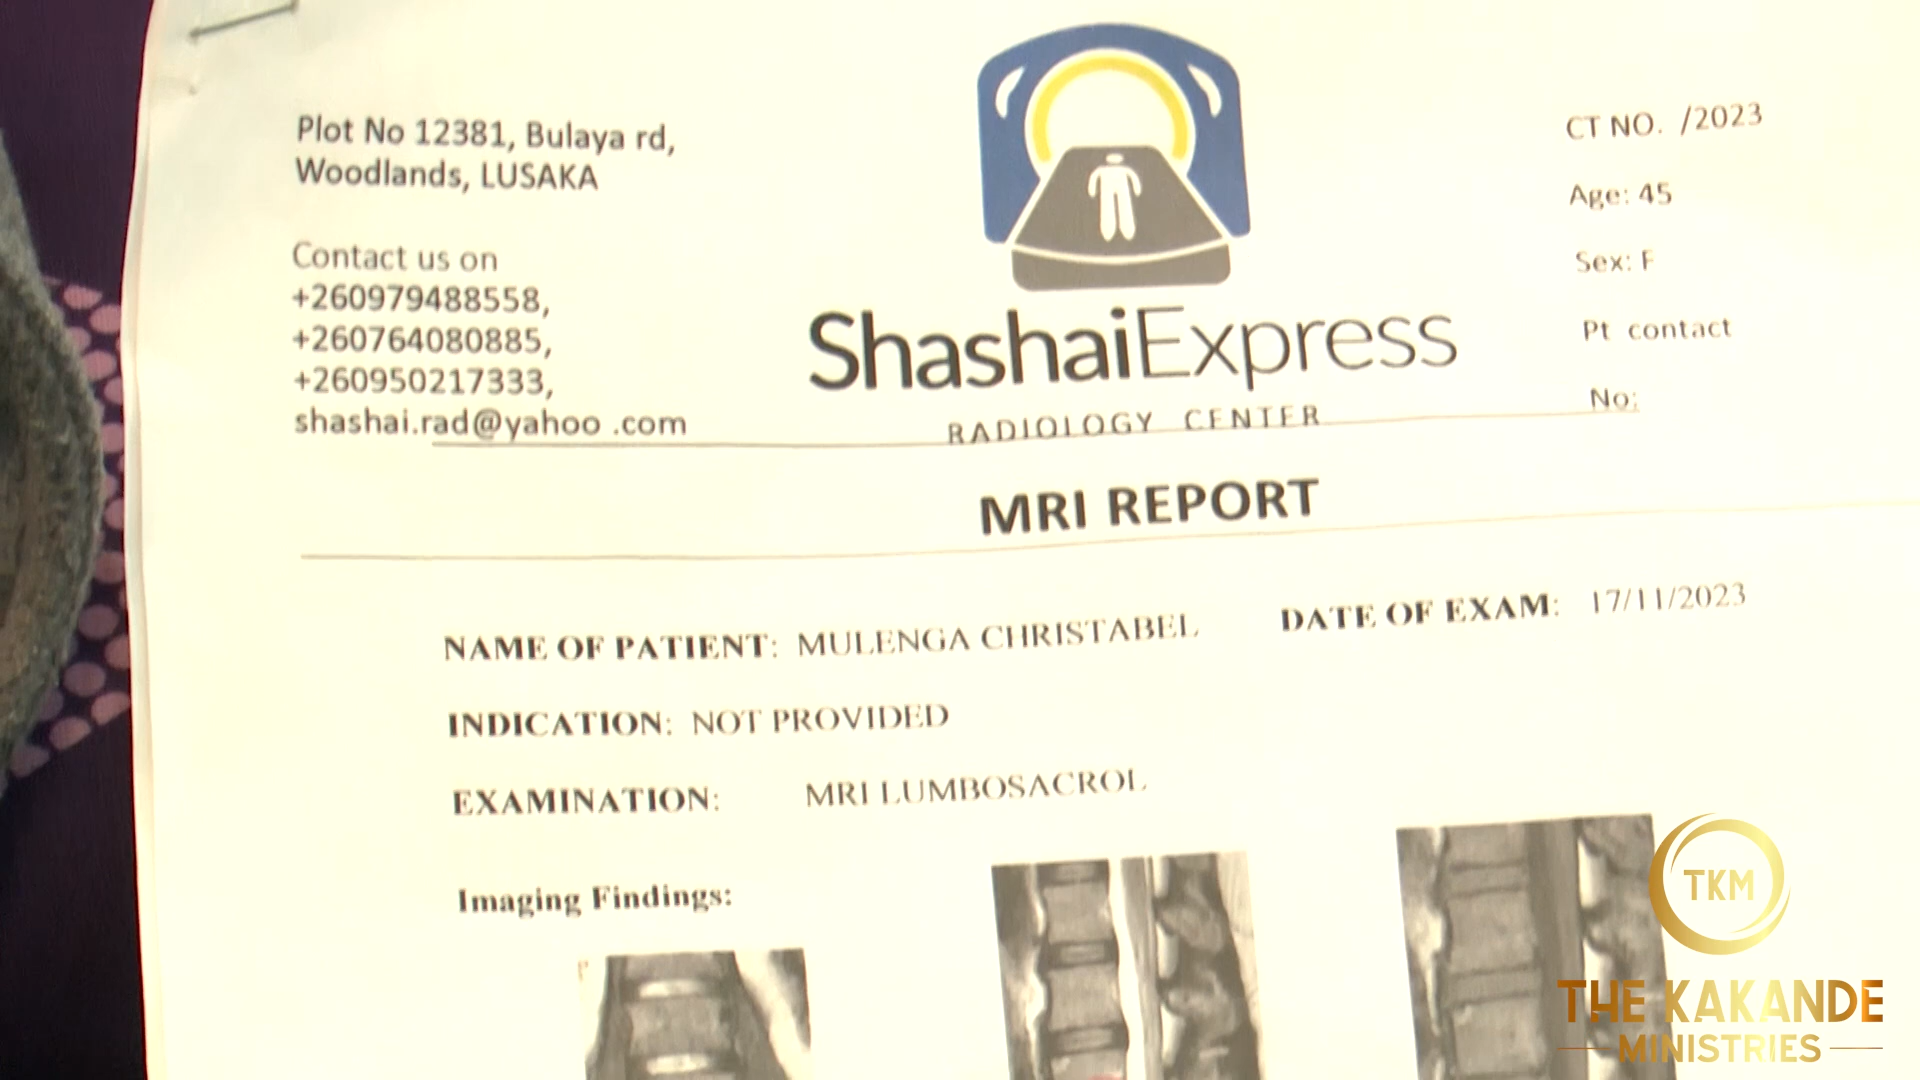 Plot No 12381, Bulaya rd,
Woodlands, LUSAKA
Contact us on
+260979488558,
+260764080885,
+260950217333,
shashai.rad@yahoo .com
ShashaiExpress
RADIOLOGY CENTER
CT NO. /2023
Age: 45
Sex: F
Pt contact
No:
MRI REPORT
NAME OF PATIENT: MULENGA CHRISTABEL DATE OF EXAM: 17/11/2023
INDICATION: NOT PROVIDED
EXAMINATION: MRI LUMBOSACROL
Imaging Findings:
TKM
THE KAKANDE
MINISTRIES